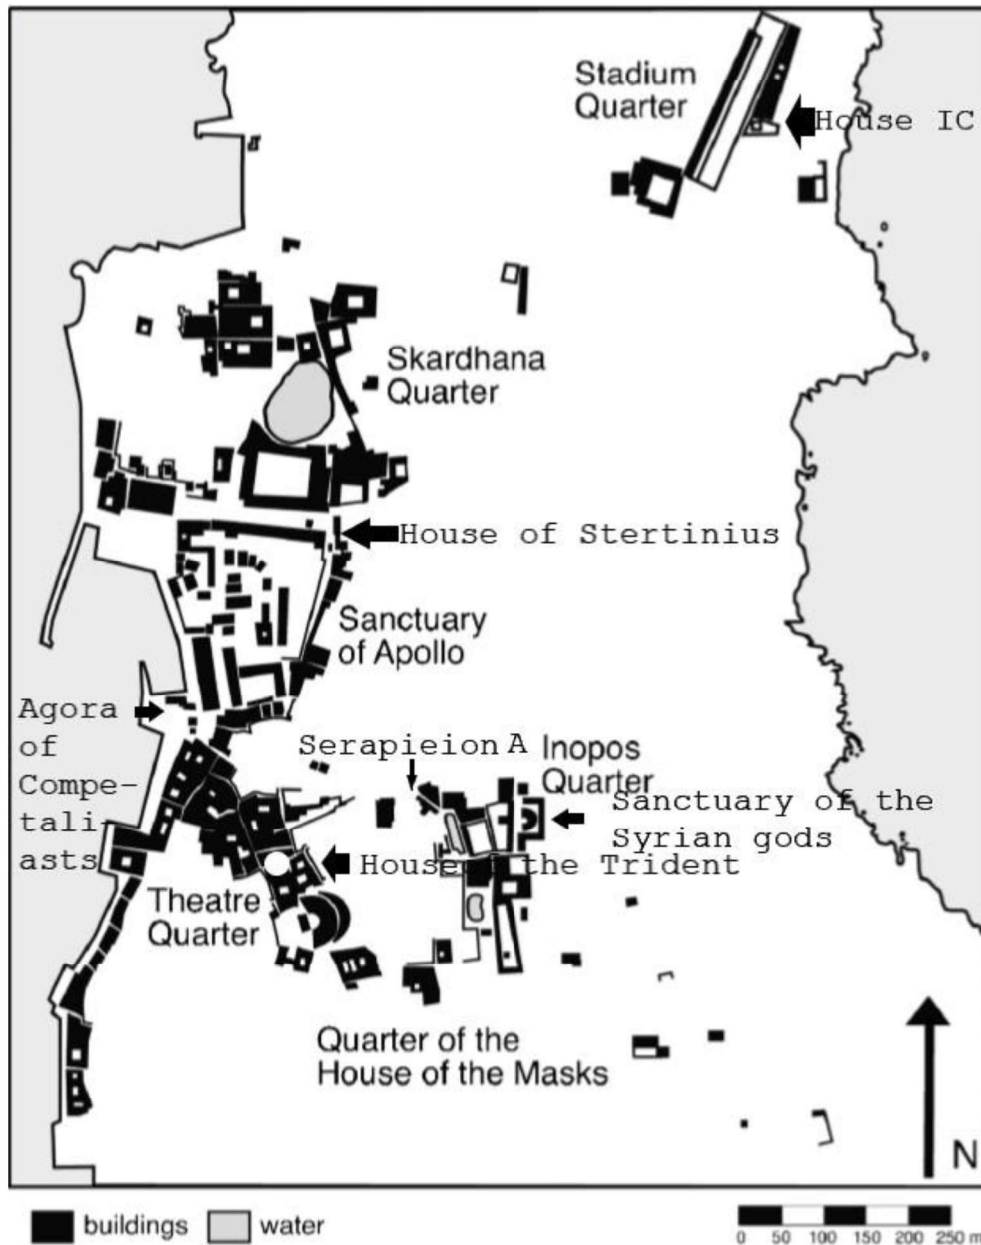 Stadium
Quarter
House IC
Skardhana
Quarter
House of Stertinius
Sanctuary
of Apollo
Agora
of
Compe-
tali-
asts
Serapieion A
Inopos
Quarter
Sanctuary of the
Syrian gods
House of the Trident
Theatre
Quarter
Quarter of the
House of the Masks
N
buildings
water
0 50 100 150 200 250 m